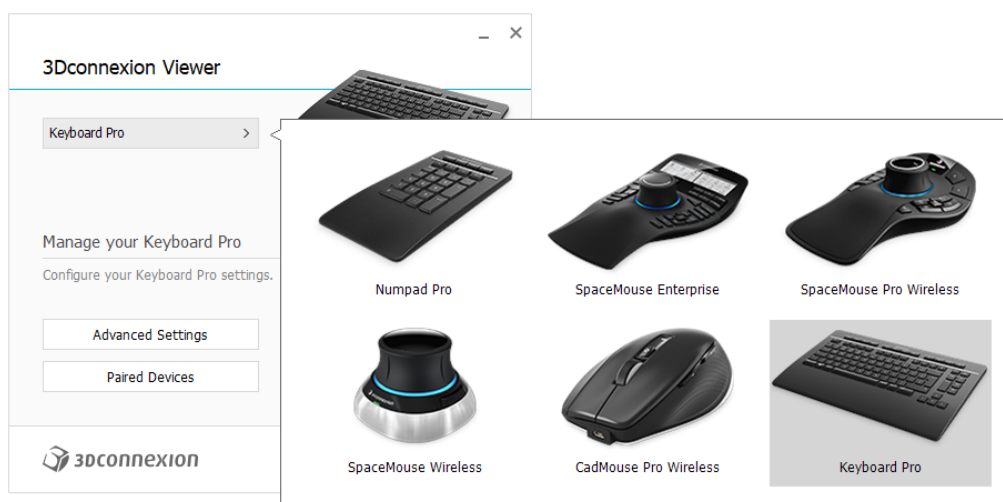 3Dconnexion Viewer
Keyboard Pro
Manage your Keyboard Pro
Configure your Keyboard Pro settings.
Advanced Settings
Paired Devices
3DCONNEXION
Numpad Pro
SpaceMouse Enterprise
SpaceMouse Pro Wireless
SpaceMouse Wireless
CadMouse Pro Wireless
Keyboard Pro